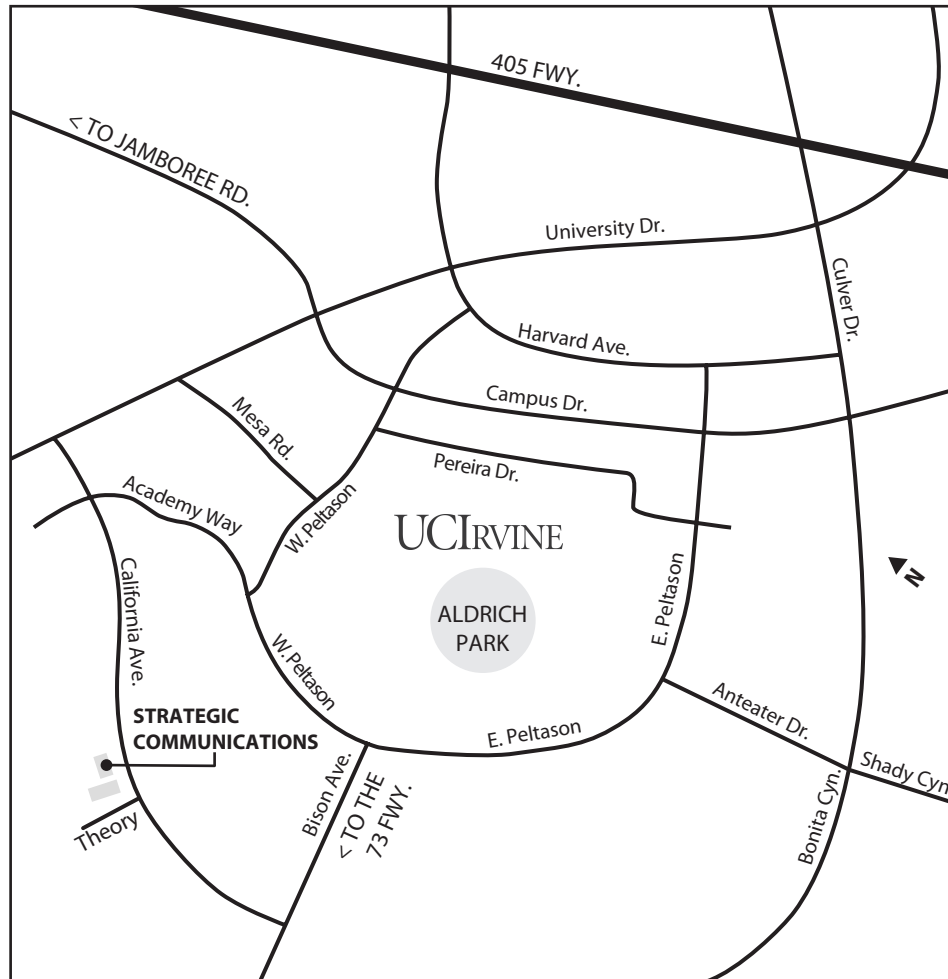 405 FWY.
< TO JAMBOREE RD.
University Dr.
Culver Dr.
Harvard Ave.
Campus Dr.
Mesa Rd.
Pereira Dr.
Academy Way
W. Peltason
UCIRVINE
California Ave.
E. Peltason
ALDRICH
PARK
N
W. Peltason
Anteater Dr.
STRATEGIC
COMMUNICATIONS
E. Peltason
Shady Cyn
Bison Ave.
< TO THE
73 FWY.
Bonita Cyn.
Theory